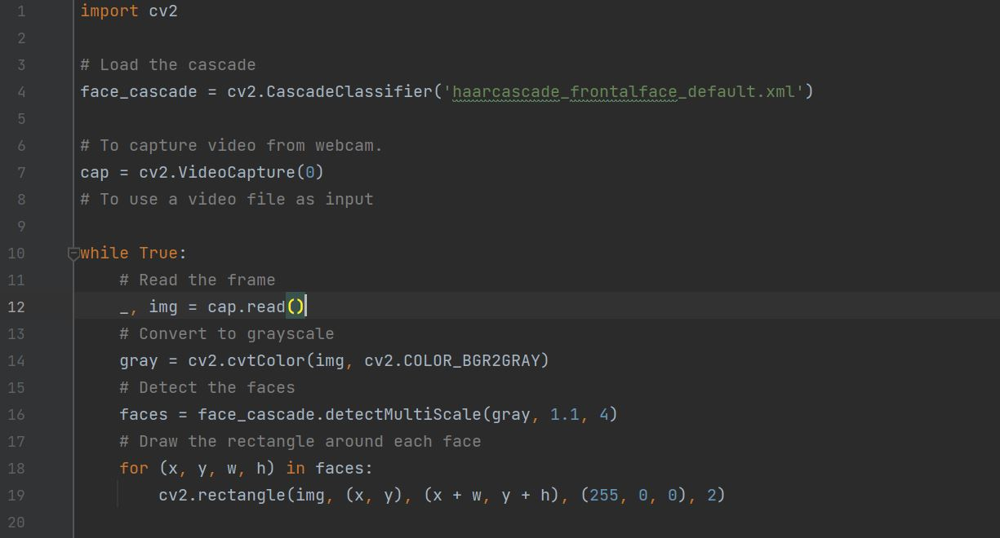 1 import cv2
2
3 # Load the cascade
4 face_cascade = cv2.CascadeClassifier('haarcascade_frontalface_default.xml')
5
6 # To capture video from webcam.
7 cap = cv2.VideoCapture(0)
8 # To use a video file as input
9
10 while True:
11     # Read the frame
12     _, img = cap.read()
13     # Convert to grayscale
14     gray = cv2.cvtColor(img, cv2.COLOR_BGR2GRAY)
15     # Detect the faces
16     faces = face_cascade.detectMultiScale(gray, 1.1, 4)
17     # Draw the rectangle around each face
18     for (x, y, w, h) in faces:
19         cv2.rectangle(img, (x, y), (x + w, y + h), (255, 0, 0), 2)
20